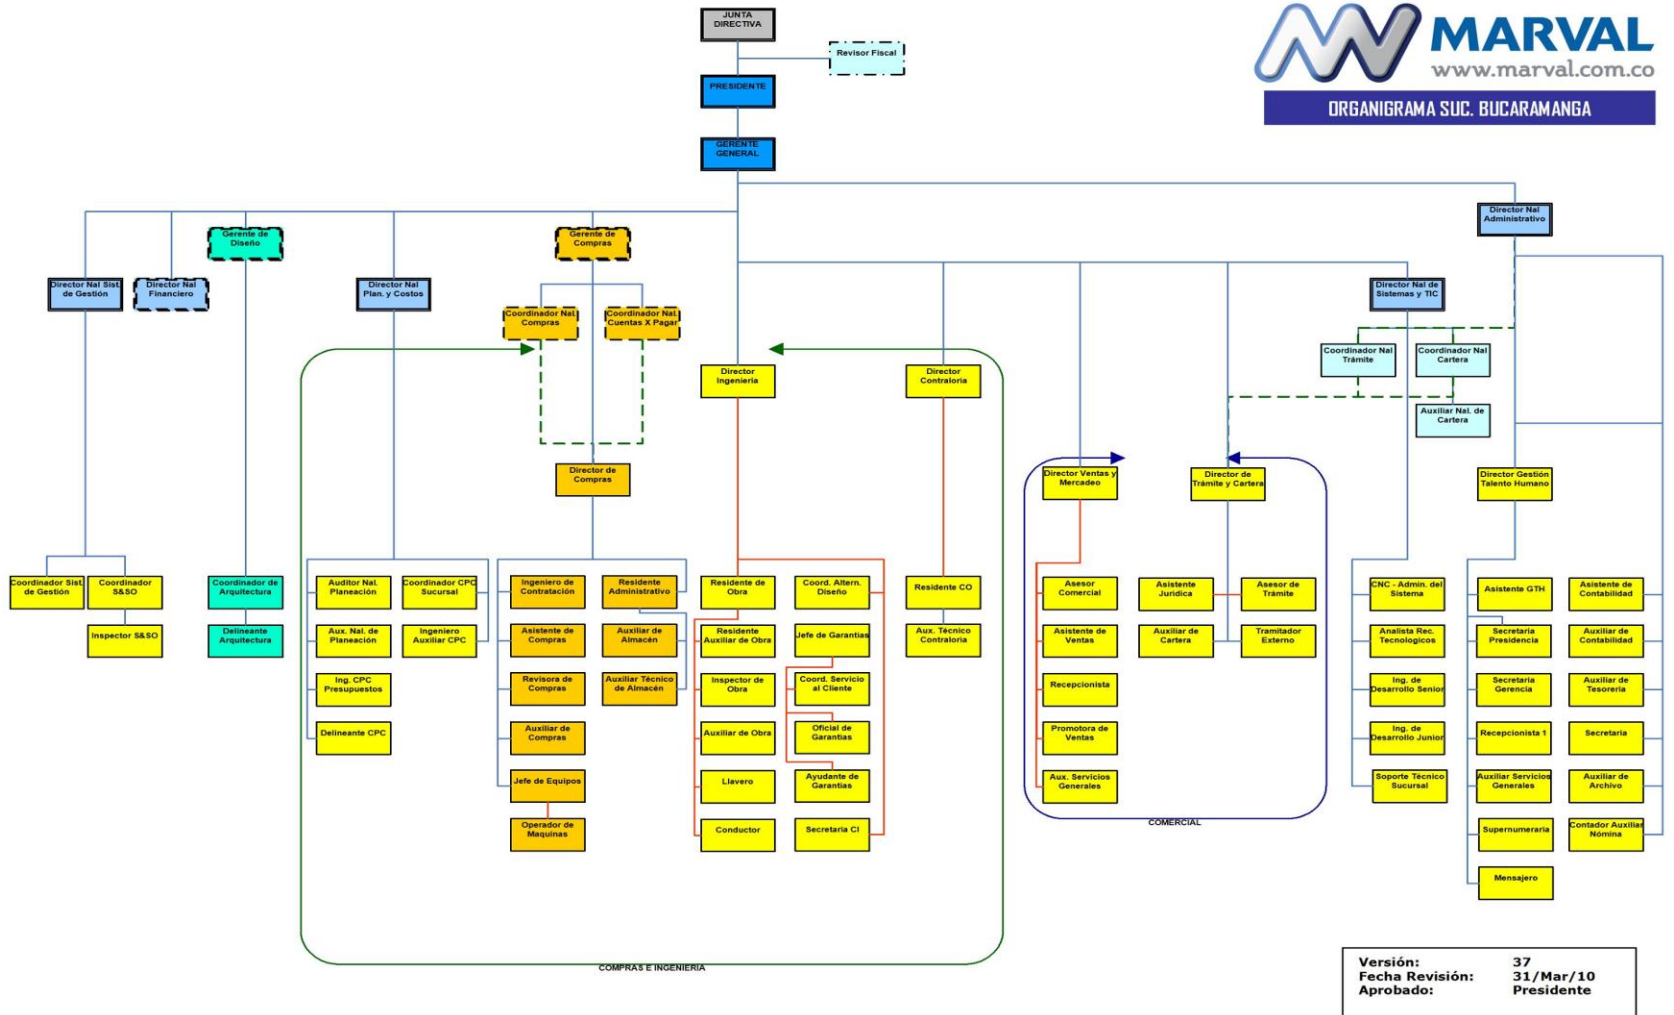 JUNTA
DIRECTIVA
Revisor Fiscal
PRESIDENTE
GERENTE
GENERAL
MARVAL
www.marval.com.co
ORGANIGRAMA SUC. BUCARAMANGA
Director Nal
Administrativo
Gerente de
Diseño
Gerente de
Compras
Director Nal Sist.
de Gestión
Director Nal
Financiero
Director Nal
Plan. y Costos
Director Nal de
Sistemas y TIC
Coordinador Nal.
Compras
Coordinador Nal.
Cuentas X Pagar
Coordinador Nal
Trámite
Coordinador Nal
Cartera
Director
Ingenieria
Director
Contraloria
Auxiliar Nal. de
Cartera
Director de
Compras
Director Ventas y
Mercadeo
Director de
Trámite y Cartera
Director Gestión
Talento Humano
Coordinador Sist.
de Gestión
Coordinador
S&SO
Inspector S&SO
Coordinador de
Arquitectura
Delineante
Arquitectura
Auditor Nal.
Planeación
Coordinador CPC
Sucursal
Aux. Nal. de
Planeación
Ingeniero
Auxiliar CPC
Ing. CPC
Presupuestos
Delineante CPC
Ingeniero de
Contratación
Residente
Administrativo
Asistente de
Compras
Auxiliar de
Almacén
Revisora de
Compras
Auxiliar Técnico
de Almacén
Auxiliar de
Compras
Jefe de Equipos
Operador de
Maquinas
Residente de
Obra
Coord. Altern.
Diseño
Residente
Auxiliar de Obra
Jefe de Garantias
Inspector de
Obra
Coord. Servicio
al Cliente
Auxiliar de Obra
Oficial de
Garantias
Llavero
Ayudante de
Garantias
Conductor
Secretaria CI
Residente CO
Aux. Técnico
Contraloria
Asesor
Comercial
Asistente de
Ventas
Recepcionista
Promotora de
Ventas
Aux. Servicios
Generales
Asistente
Juridica
Asesor de
Trámite
Auxiliar de
Cartera
Tramitador
Externo
CNC - Admin. del
Sistema
Analista Rec.
Tecnologicos
Ing. de
Desarrollo Senior
Ing. de
Desarrollo Junior
Soporte Técnico
Sucursal
Asistente GTH
Asistente de
Contabilidad
Secretaria
Presidencia
Auxiliar de
Contabilidad
Secretaria
Gerencia
Auxiliar de
Tesoreria
Recepcionista 1
Secretaria
Auxiliar Servicios
Generales
Auxiliar de
Archivo
Supernumeraria
Contador Auxiliar
Nómina
Mensajero
COMERCIAL
COMPRAS E INGENIERIA
Versión: 37
Fecha Revisión: 31/Mar/10
Aprobado: Presidente